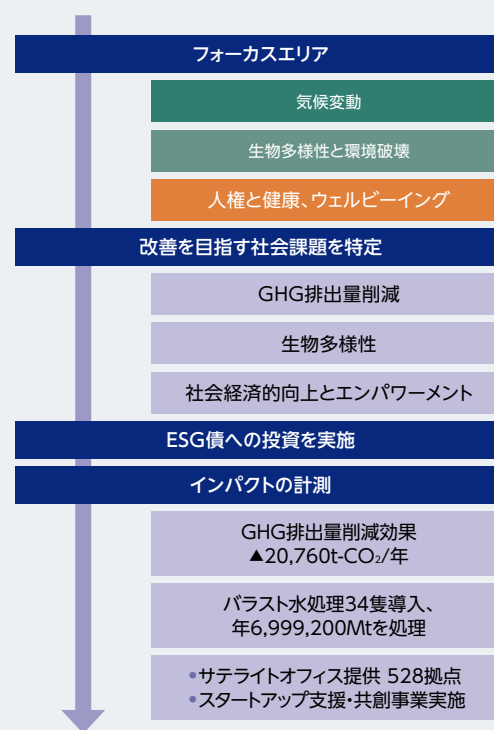 フォーカスエリア
気候変動
生物多様性と環境破壊
人権と健康、ウェルビーイング
改善を目指す社会課題を特定
GHG排出量削減
生物多様性
社会経済的向上とエンパワーメント
ESG債への投資を実施
インパクトの計測
GHG排出量削減効果
▲20,760t-CO₂/年
バラスト水処理34隻導入、
年6,999,200Mtを処理
•サテライトオフィス提供 528拠点
•スタートアップ支援・共創事業実施